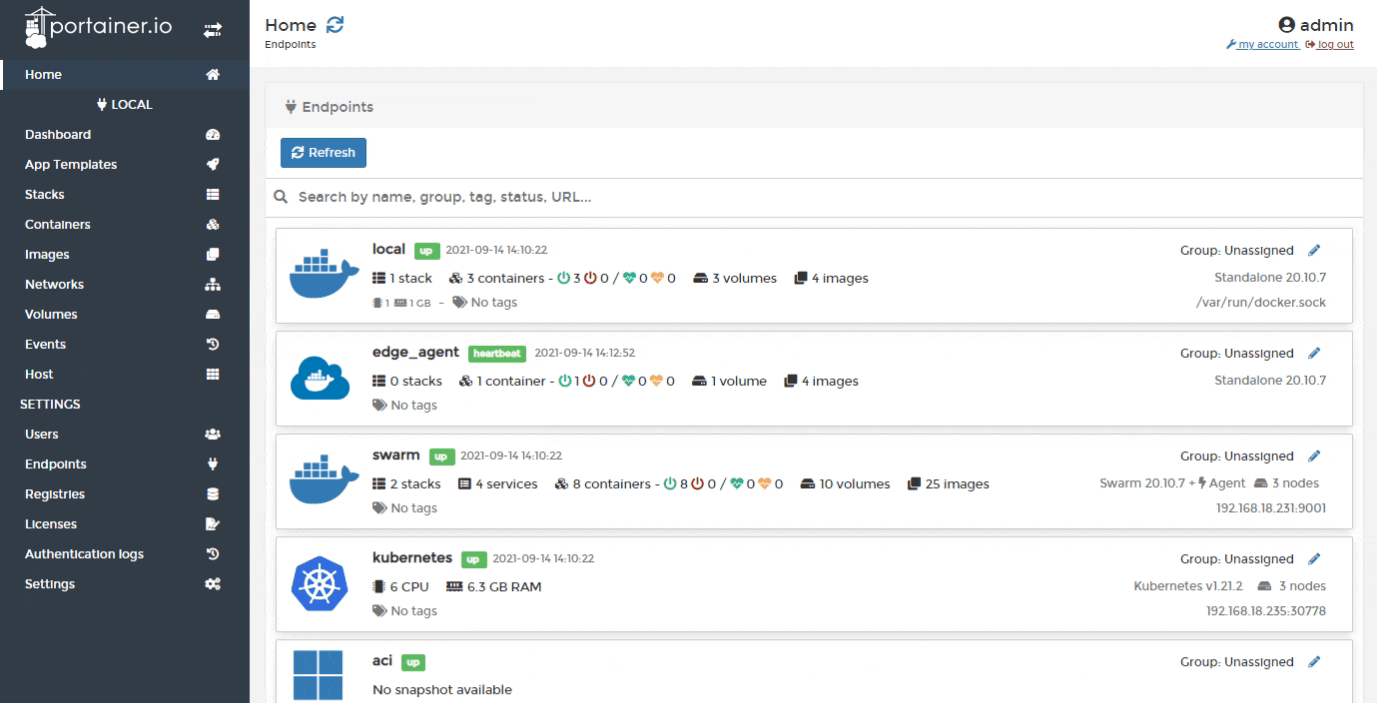 portainer.io
Home
LOCAL
Dashboard
App Templates
Stacks
Containers
Images
Networks
Volumes
Events
Host
SETTINGS
Users
Endpoints
Registries
Licenses
Authentication logs
Settings
Home
Endpoints
admin
my account log out
Endpoints
Refresh
Search by name, group, tag, status, URL...
local up 2021-09-14 14:10:22 Group: Unassigned
1 stack 3 containers - 3 0 / 0 0 3 volumes 4 images Standalone 20.10.7
1 1 GB - No tags /var/run/docker.sock
edge_agent heartbeat 2021-09-14 14:12:52 Group: Unassigned
0 stacks 1 container - 1 0 / 0 0 1 volume 4 images Standalone 20.10.7
No tags
swarm up 2021-09-14 14:10:22 Group: Unassigned
2 stacks 4 services 8 containers - 8 0 / 0 0 10 volumes 25 images Swarm 20.10.7 + Agent 3 nodes
No tags 192.168.18.231:9001
kubernetes up 2021-09-14 14:10:22 Group: Unassigned
6 CPU 6.3 GB RAM Kubernetes v1.21.2 3 nodes
No tags 192.168.18.235:30778
aci up Group: Unassigned
No snapshot available